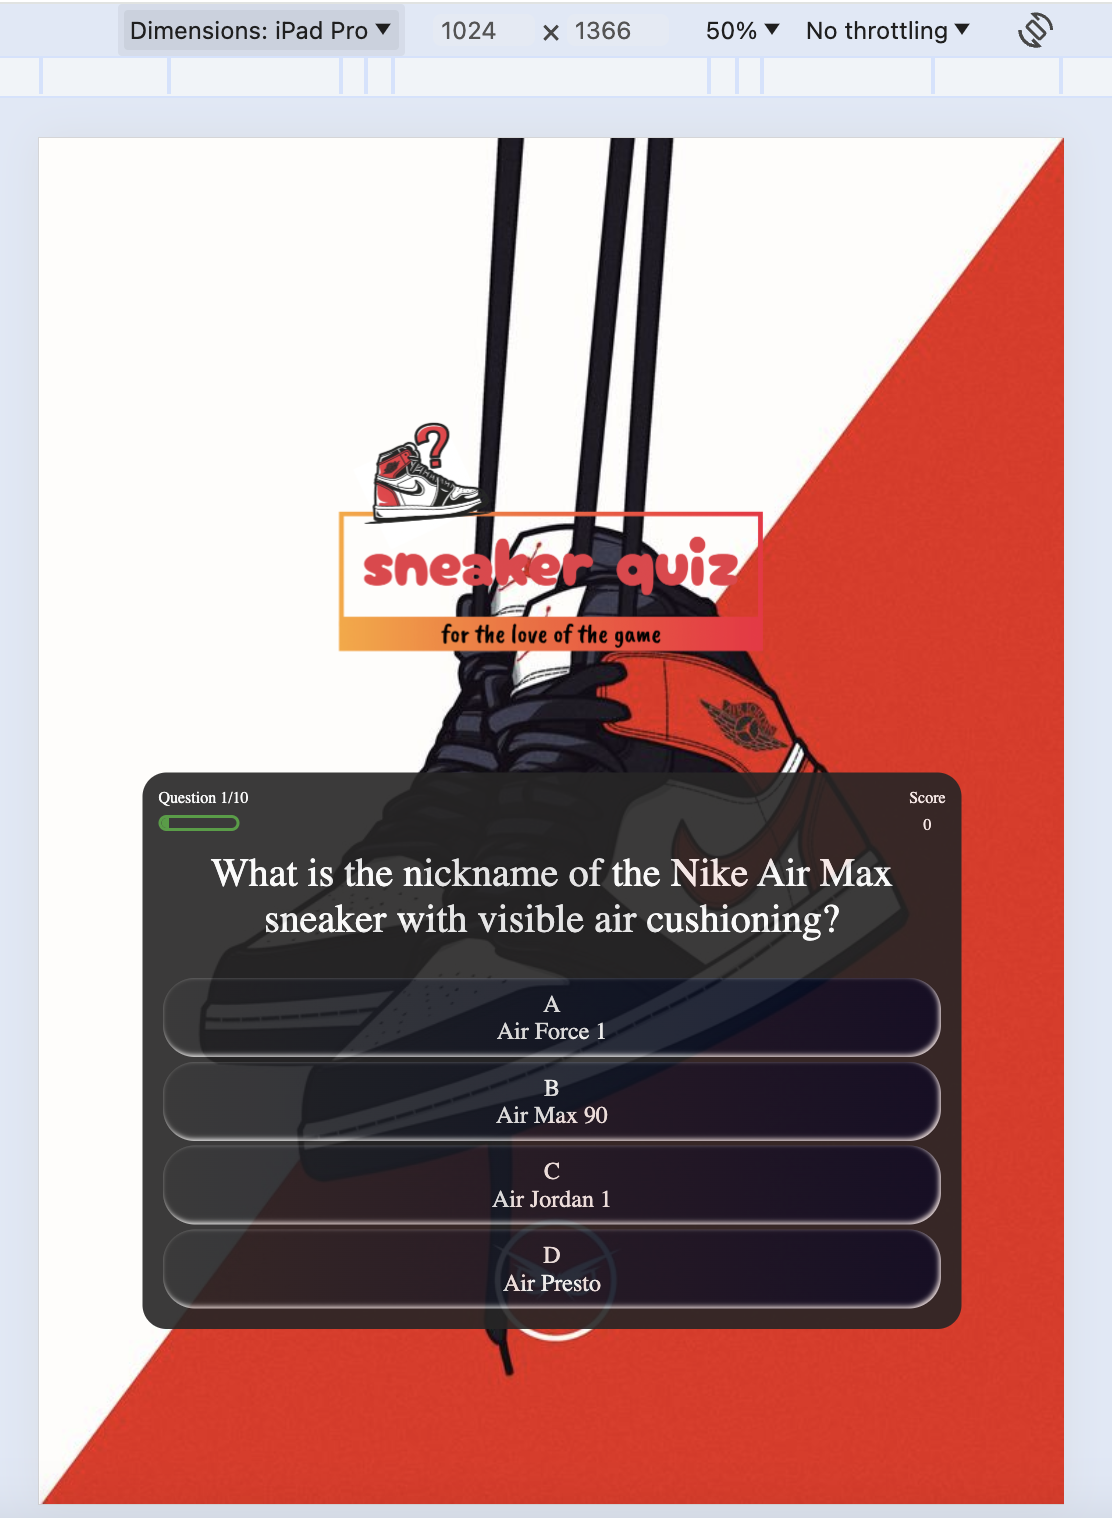 Dimensions: iPad Pro 1024 × 1366 50% No throttling
?
sneaker quiz
for the love of the game
AIR JORDAN
Question 1/10
Score
0
What is the nickname of the Nike Air Max
sneaker with visible air cushioning?
A
Air Force 1
B
Air Max 90
C
Air Jordan 1
D
Air Presto